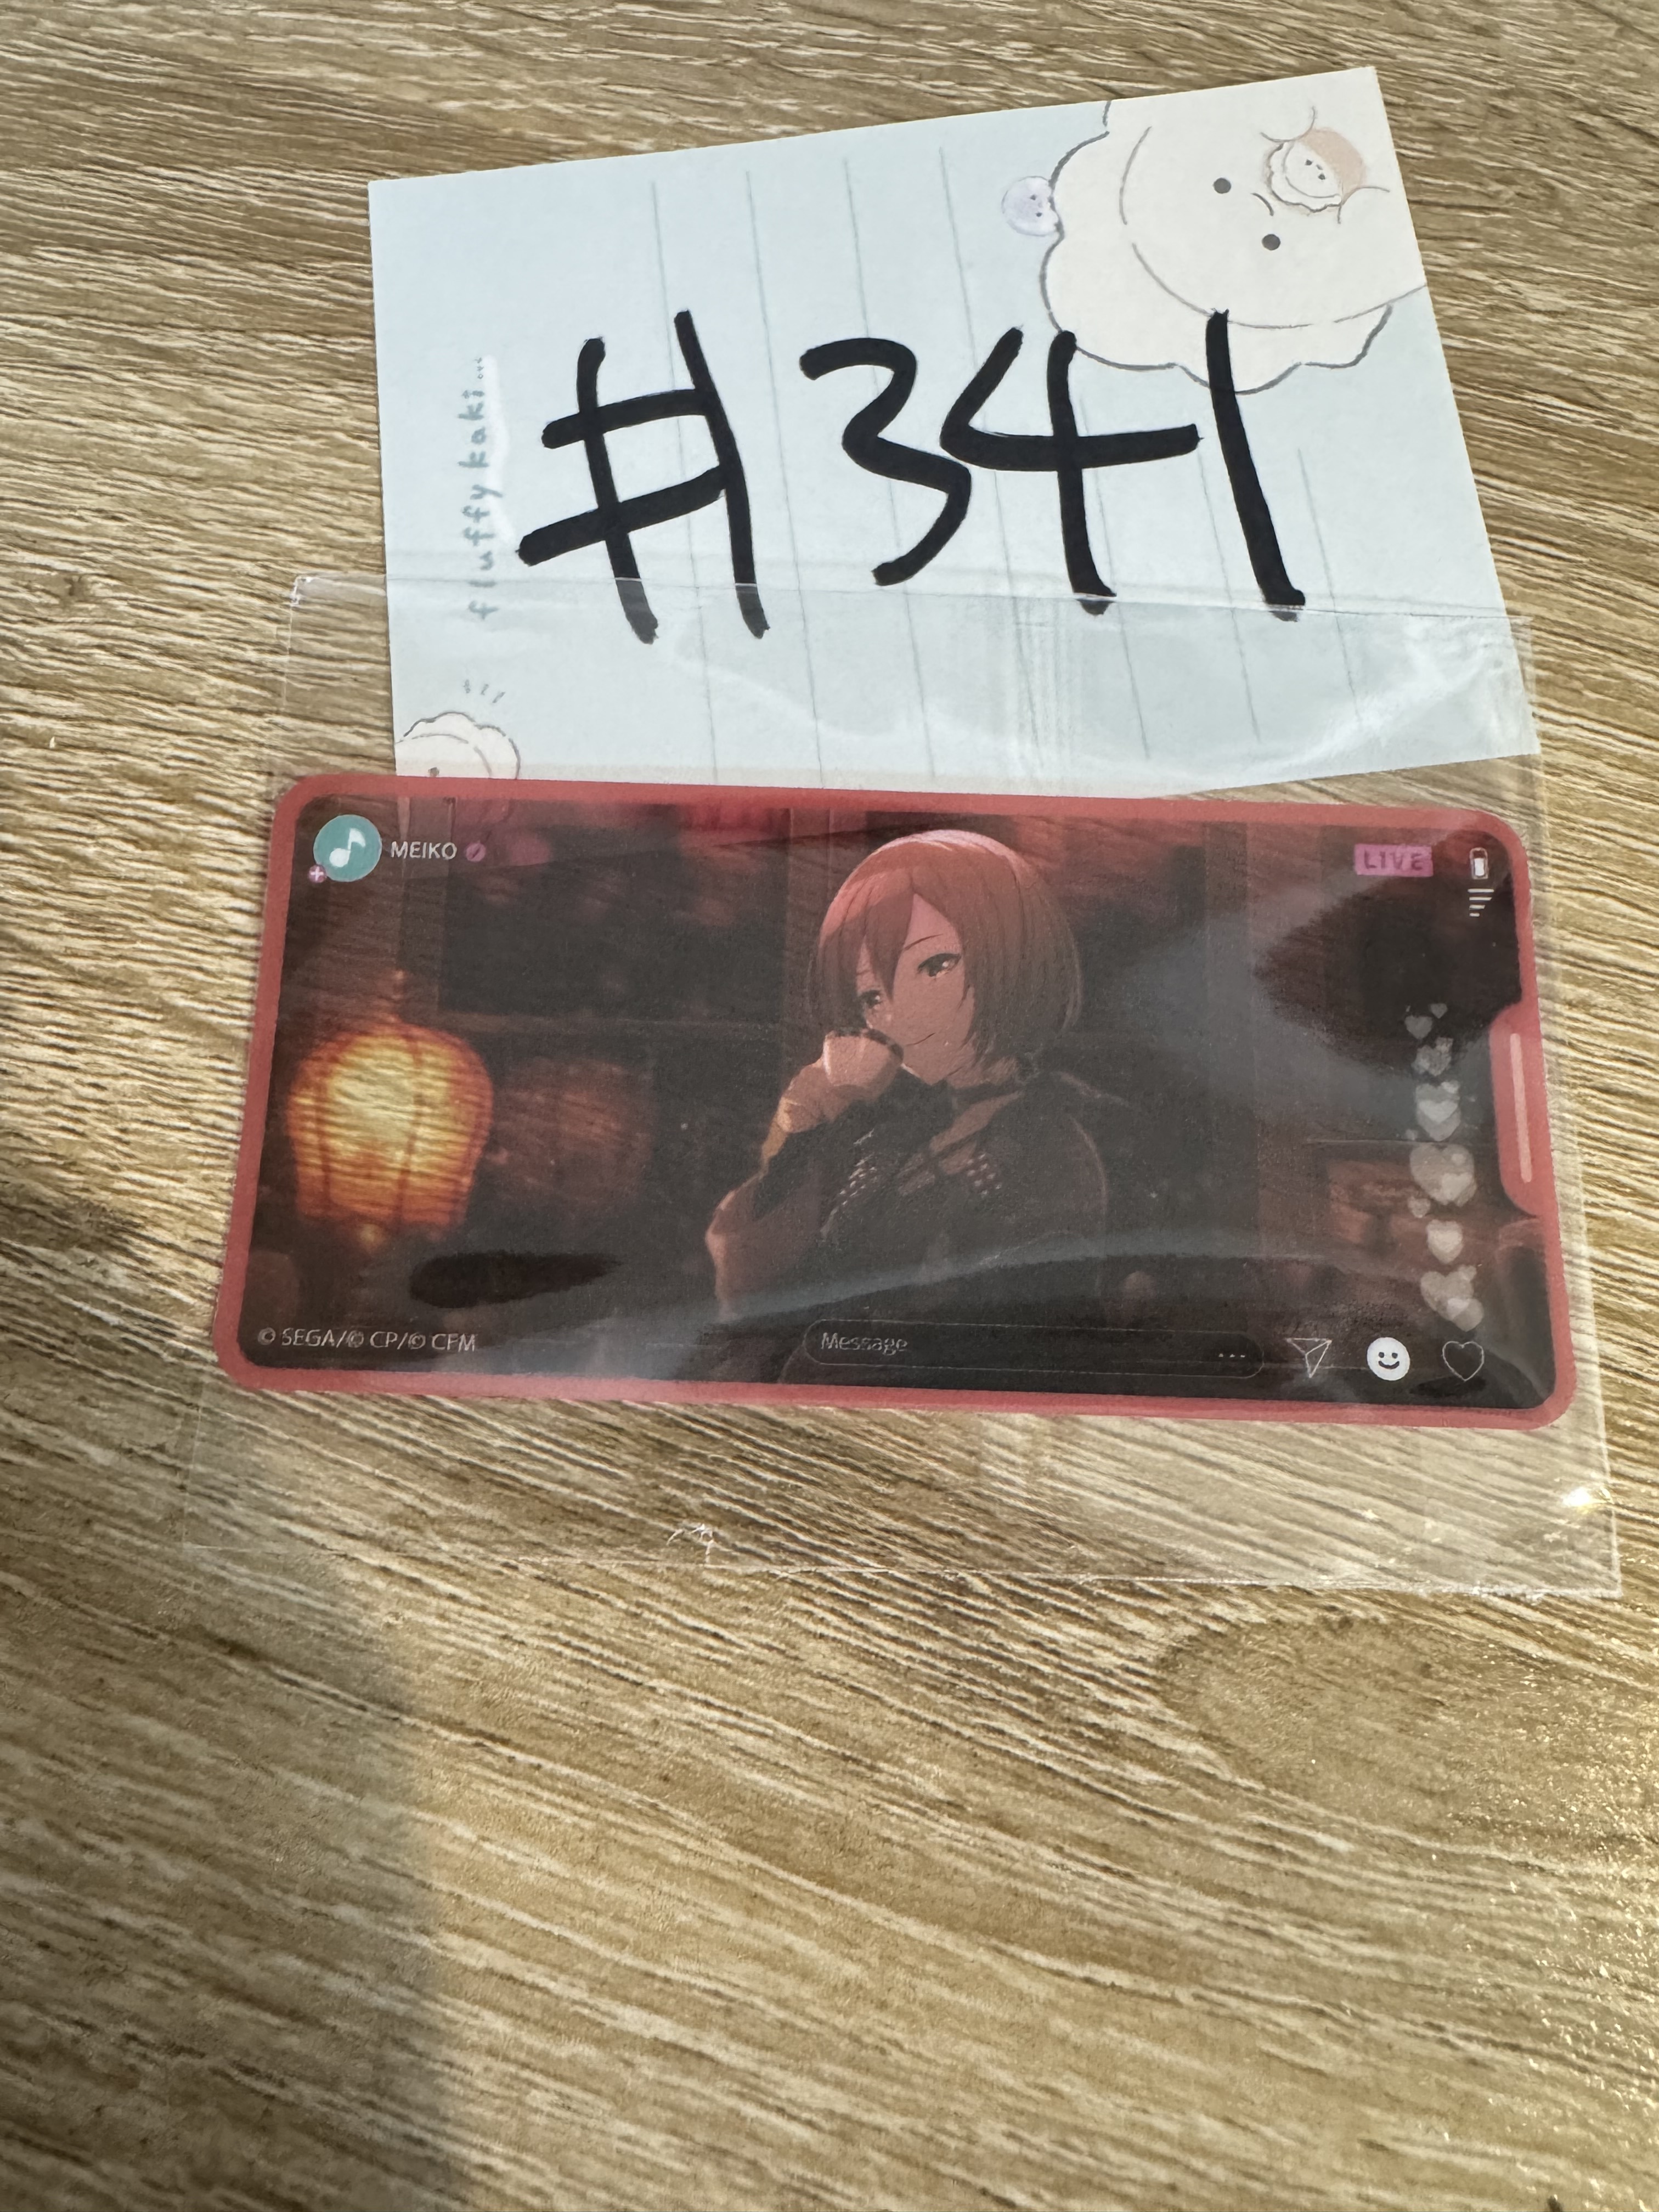 fluffy kaki...
#341
MEIKO
LIVE
© SEGA/© CP/© CFM
Message